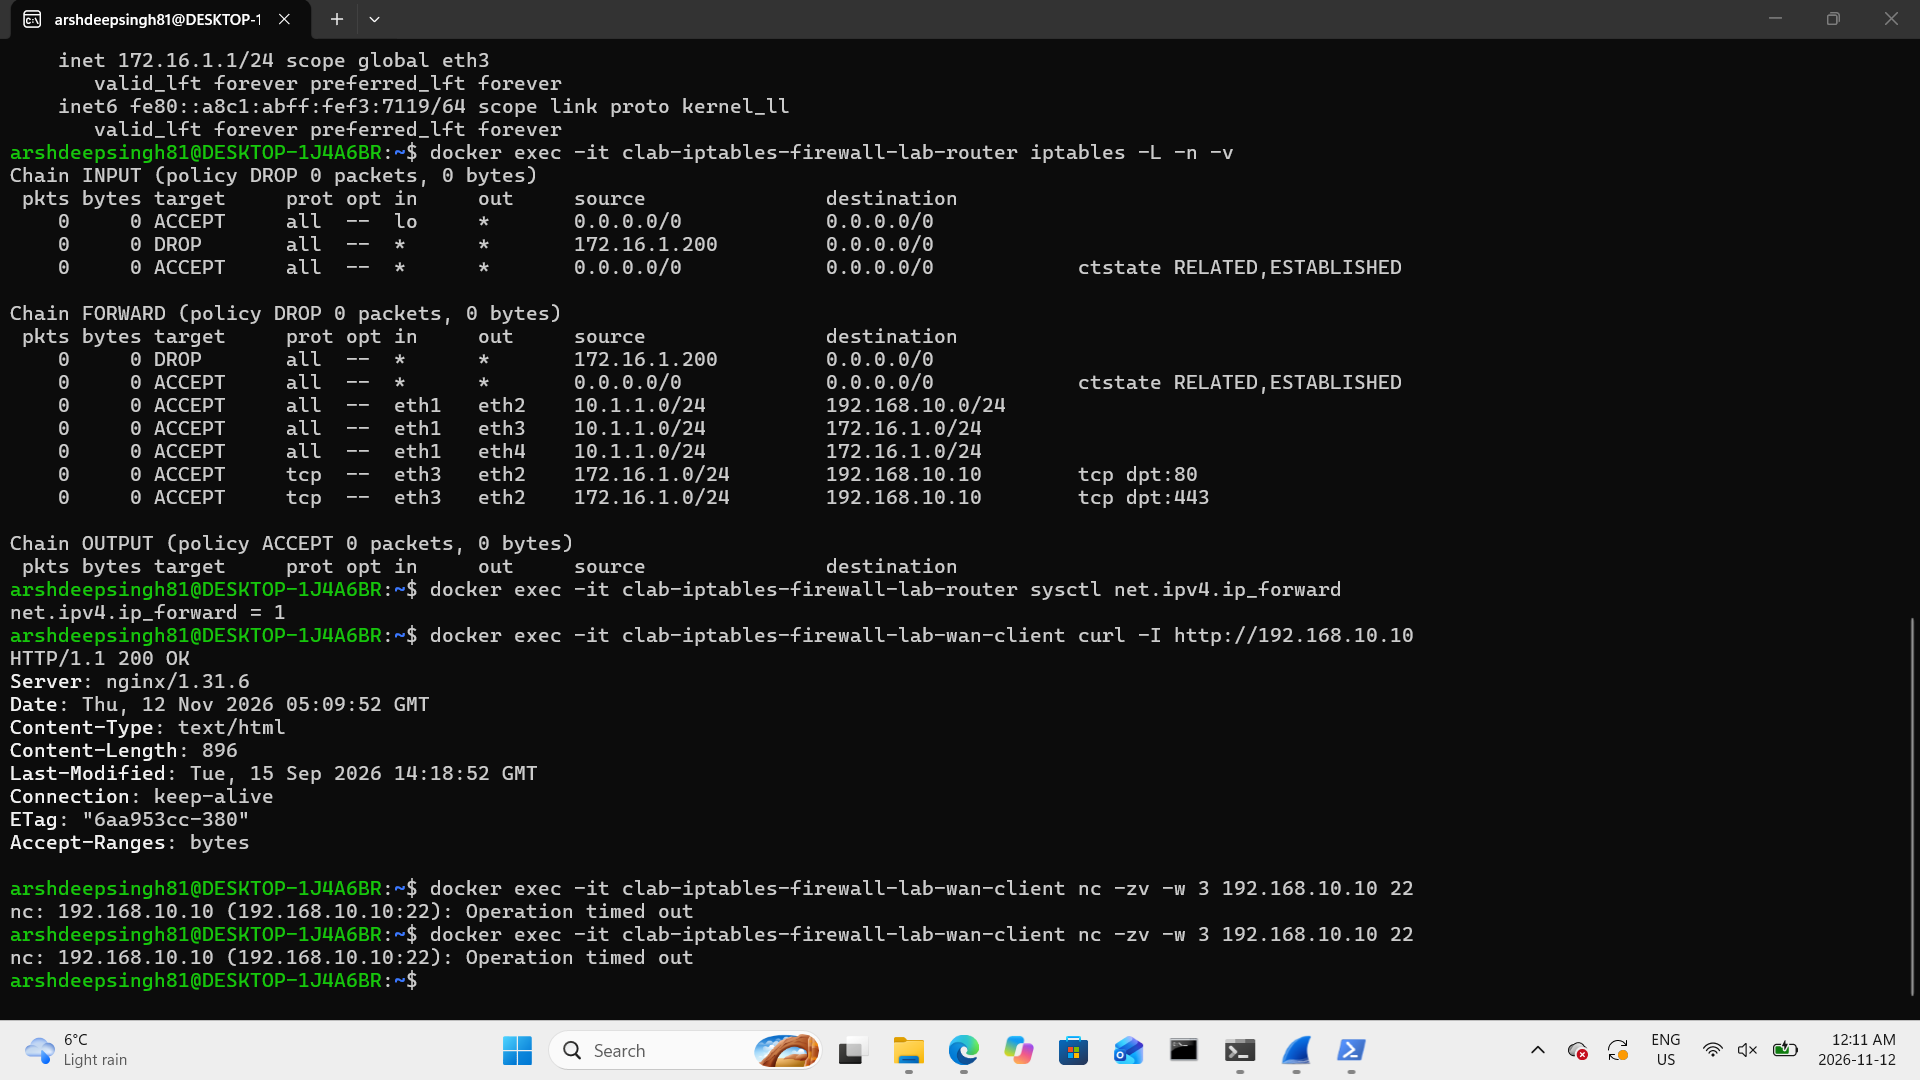 arshdeepsingh81@DESKTOP-1
    inet 172.16.1.1/24 scope global eth3
       valid_lft forever preferred_lft forever
    inet6 fe80::a8c1:abff:fef3:7119/64 scope link proto kernel_ll
       valid_lft forever preferred_lft forever
arshdeepsingh81@DESKTOP-1J4A6BR:~$ docker exec -it clab-iptables-firewall-lab-router iptables -L -n -v
Chain INPUT (policy DROP 0 packets, 0 bytes)
 pkts bytes target     prot opt in     out     source               destination
    0     0 ACCEPT     all  --  lo     *       0.0.0.0/0            0.0.0.0/0
    0     0 DROP       all  --  *      *       172.16.1.200         0.0.0.0/0
    0     0 ACCEPT     all  --  *      *       0.0.0.0/0            0.0.0.0/0            ctstate RELATED,ESTABLISHED

Chain FORWARD (policy DROP 0 packets, 0 bytes)
 pkts bytes target     prot opt in     out     source               destination
    0     0 DROP       all  --  *      *       172.16.1.200         0.0.0.0/0
    0     0 ACCEPT     all  --  *      *       0.0.0.0/0            0.0.0.0/0            ctstate RELATED,ESTABLISHED
    0     0 ACCEPT     all  --  eth1   eth2    10.1.1.0/24          192.168.10.0/24
    0     0 ACCEPT     all  --  eth1   eth3    10.1.1.0/24          172.16.1.0/24
    0     0 ACCEPT     all  --  eth1   eth4    10.1.1.0/24          172.16.1.0/24
    0     0 ACCEPT     tcp  --  eth3   eth2    172.16.1.0/24        192.168.10.10        tcp dpt:80
    0     0 ACCEPT     tcp  --  eth3   eth2    172.16.1.0/24        192.168.10.10        tcp dpt:443

Chain OUTPUT (policy ACCEPT 0 packets, 0 bytes)
 pkts bytes target     prot opt in     out     source               destination
arshdeepsingh81@DESKTOP-1J4A6BR:~$ docker exec -it clab-iptables-firewall-lab-router sysctl net.ipv4.ip_forward
net.ipv4.ip_forward = 1
arshdeepsingh81@DESKTOP-1J4A6BR:~$ docker exec -it clab-iptables-firewall-lab-wan-client curl -I http://192.168.10.10
HTTP/1.1 200 OK
Server: nginx/1.31.6
Date: Thu, 12 Nov 2026 05:09:52 GMT
Content-Type: text/html
Content-Length: 896
Last-Modified: Tue, 15 Sep 2026 14:18:52 GMT
Connection: keep-alive
ETag: "6aa953cc-380"
Accept-Ranges: bytes

arshdeepsingh81@DESKTOP-1J4A6BR:~$ docker exec -it clab-iptables-firewall-lab-wan-client nc -zv -w 3 192.168.10.10 22
nc: 192.168.10.10 (192.168.10.10:22): Operation timed out
arshdeepsingh81@DESKTOP-1J4A6BR:~$ docker exec -it clab-iptables-firewall-lab-wan-client nc -zv -w 3 192.168.10.10 22
nc: 192.168.10.10 (192.168.10.10:22): Operation timed out
arshdeepsingh81@DESKTOP-1J4A6BR:~$
6°C
Light rain
Search
ENG
US
12:11 AM
2026-11-12